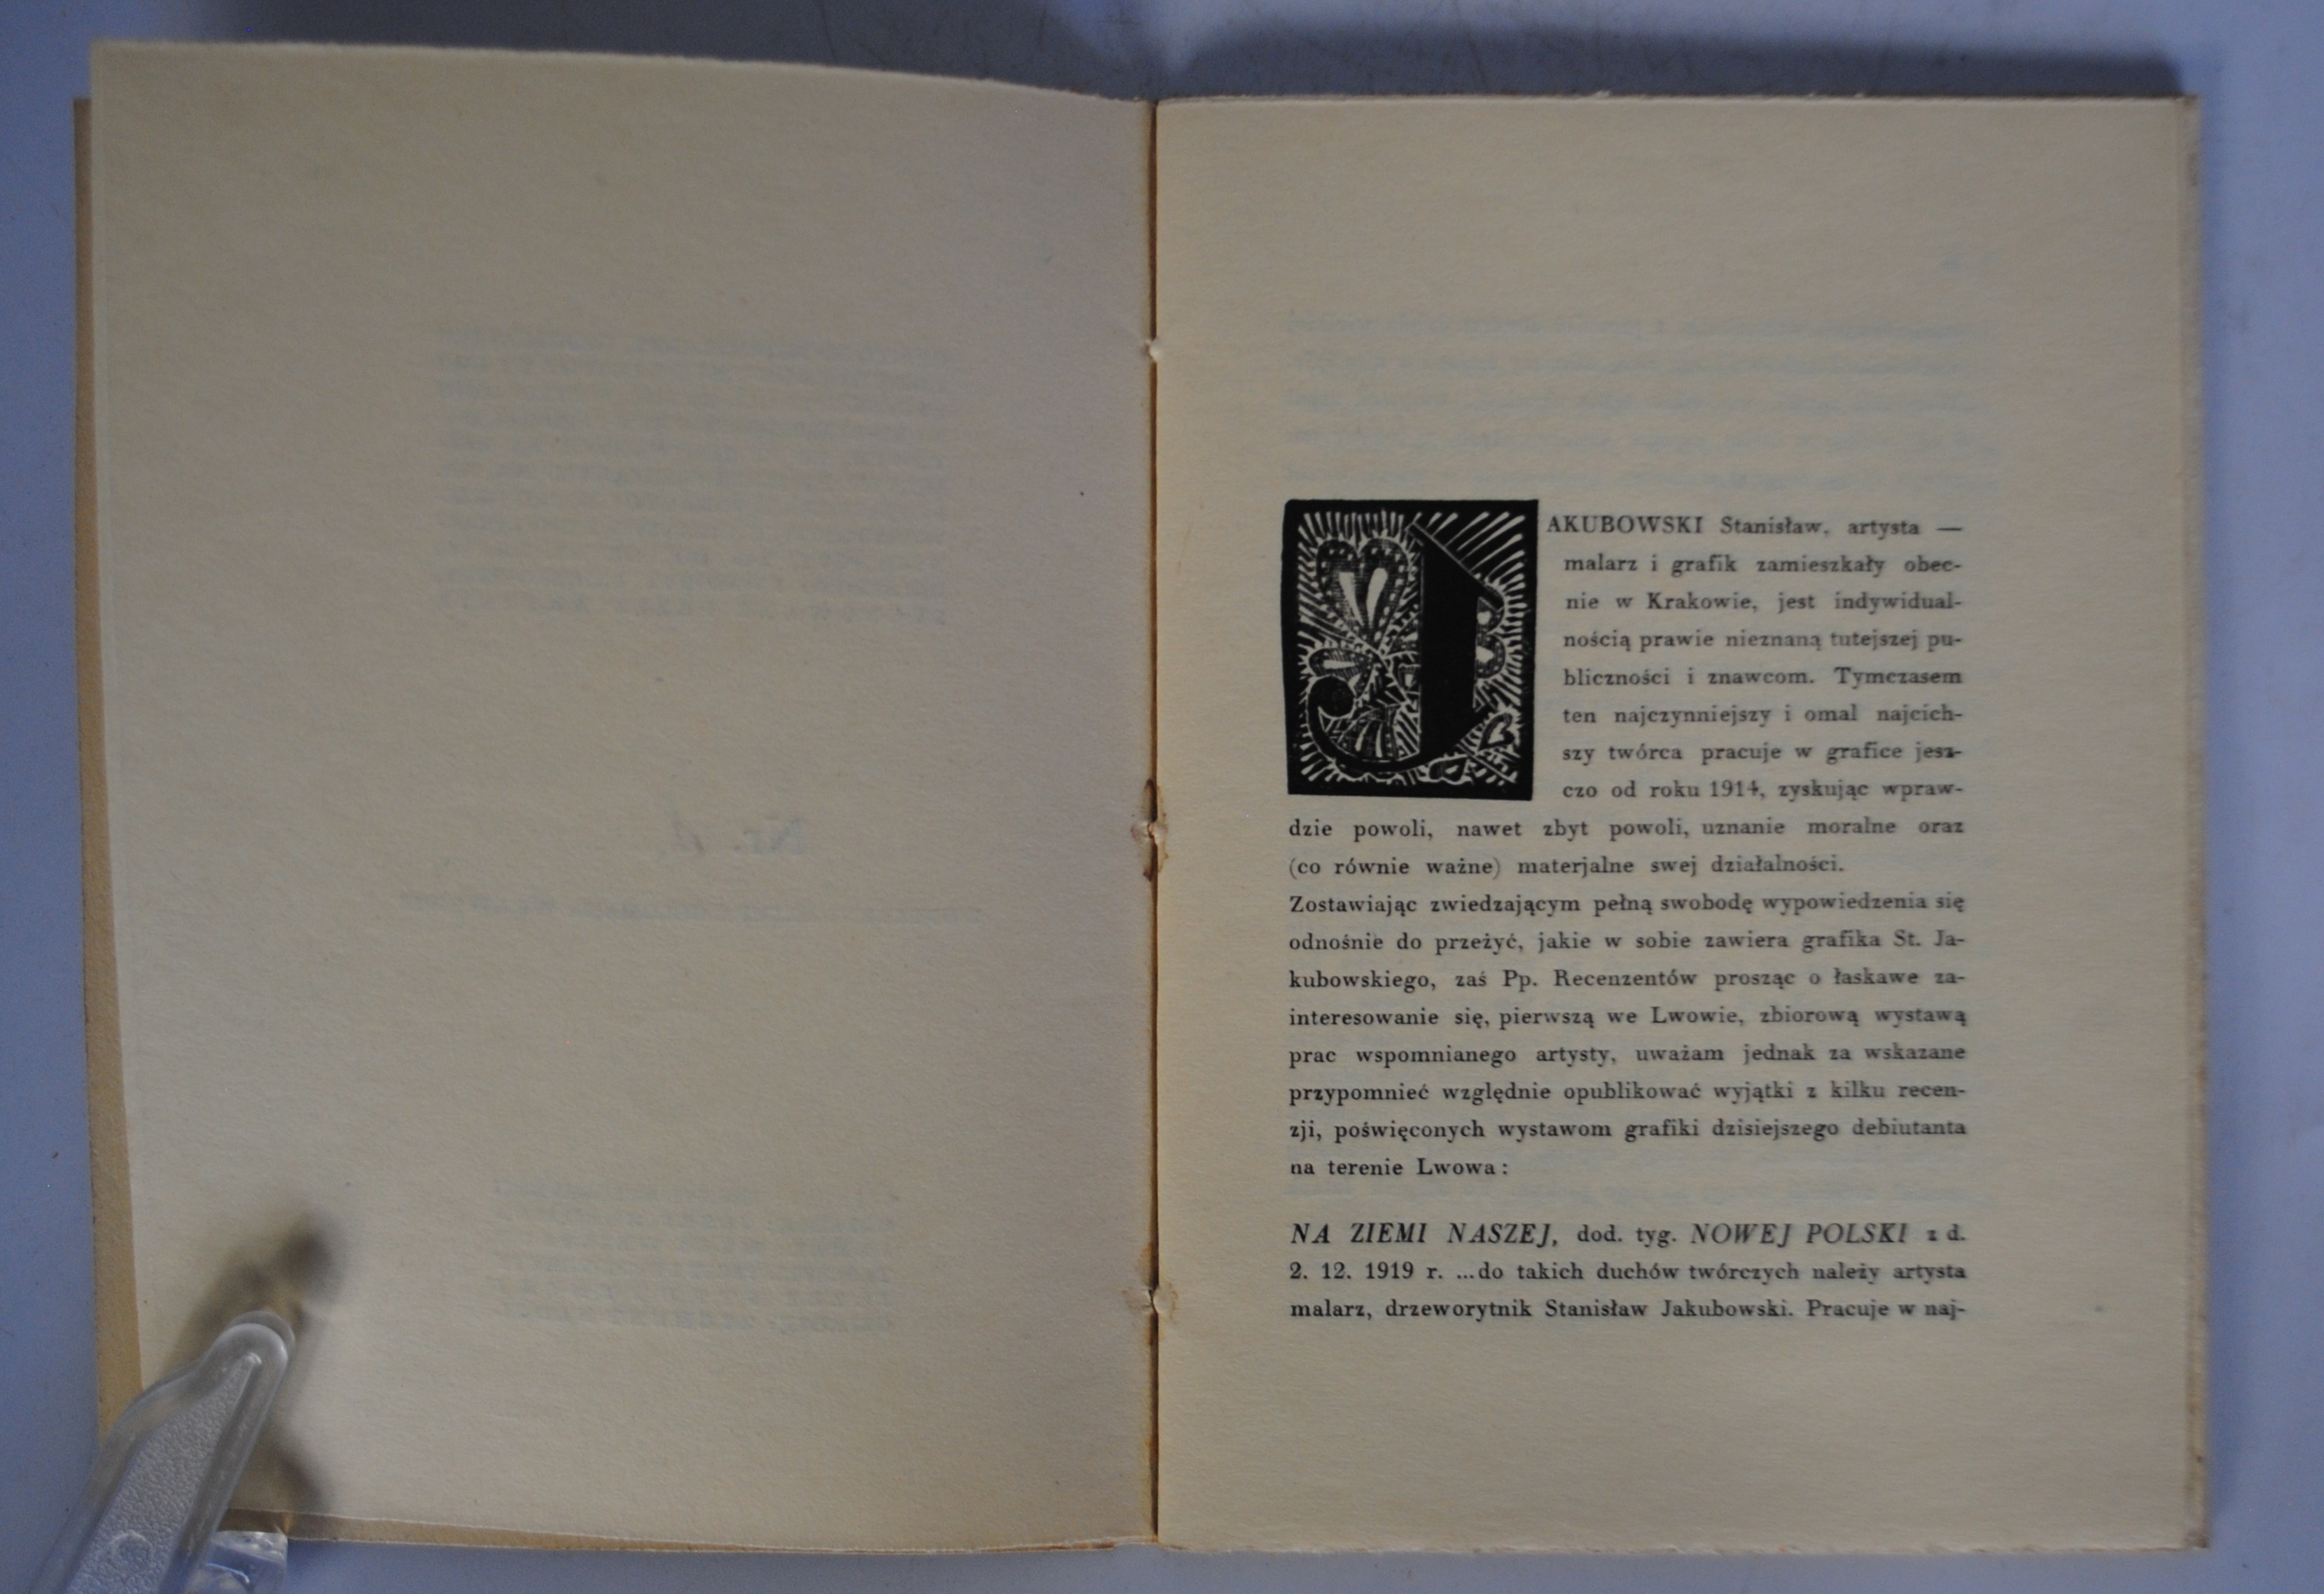 JAKUBOWSKI Stanisław, artysta —
malarz i grafik zamieszkały obec-
nie w Krakowie, jest indywidual-
nością prawie nieznaną tutejszej pu-
bliczności i znawcom. Tymczasem
ten najczynniejszy i omal najcich-
szy twórca pracuje w grafice jesz-
czo od roku 1914, zyskując wpraw-
dzie powoli, nawet zbyt powoli, uznanie moralne oraz
(co równie ważne) materjalne swej działalności.
Zostawiając zwiedzającym pełną swobodę wypowiedzenia się
odnośnie do przeżyć, jakie w sobie zawiera grafika St. Ja-
kubowskiego, zaś Pp. Recenzentów prosząc o łaskawe za-
interesowanie się, pierwszą we Lwowie, zbiorową wystawą
prac wspomnianego artysty, uważam jednak za wskazane
przypomnieć względnie opublikować wyjątki z kilku recen-
zji, poświęconych wystawom grafiki dzisiejszego debiutanta
na terenie Lwowa:
NA ZIEMI NASZEJ, dod. tyg. NOWEJ POLSKI z d.
2. 12. 1919 r. ...do takich duchów twórczych należy artysta
malarz, drzeworytnik Stanisław Jakubowski. Pracuje w naj-